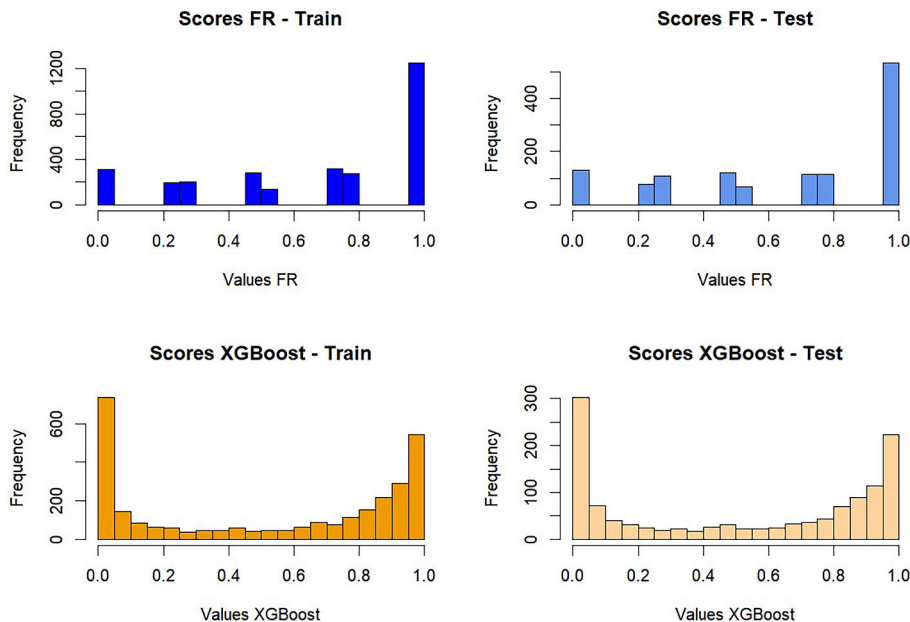 Scores FR - Train
Frequency
0 400 800 1200
0.0 0.2 0.4 0.6 0.8 1.0
Values FR
Scores FR - Test
Frequency
0 200 400
0.0 0.2 0.4 0.6 0.8 1.0
Values FR
Scores XGBoost - Train
Frequency
0 200 600
0.0 0.2 0.4 0.6 0.8 1.0
Values XGBoost
Scores XGBoost - Test
Frequency
0 100 200 300
0.0 0.2 0.4 0.6 0.8 1.0
Values XGBoost